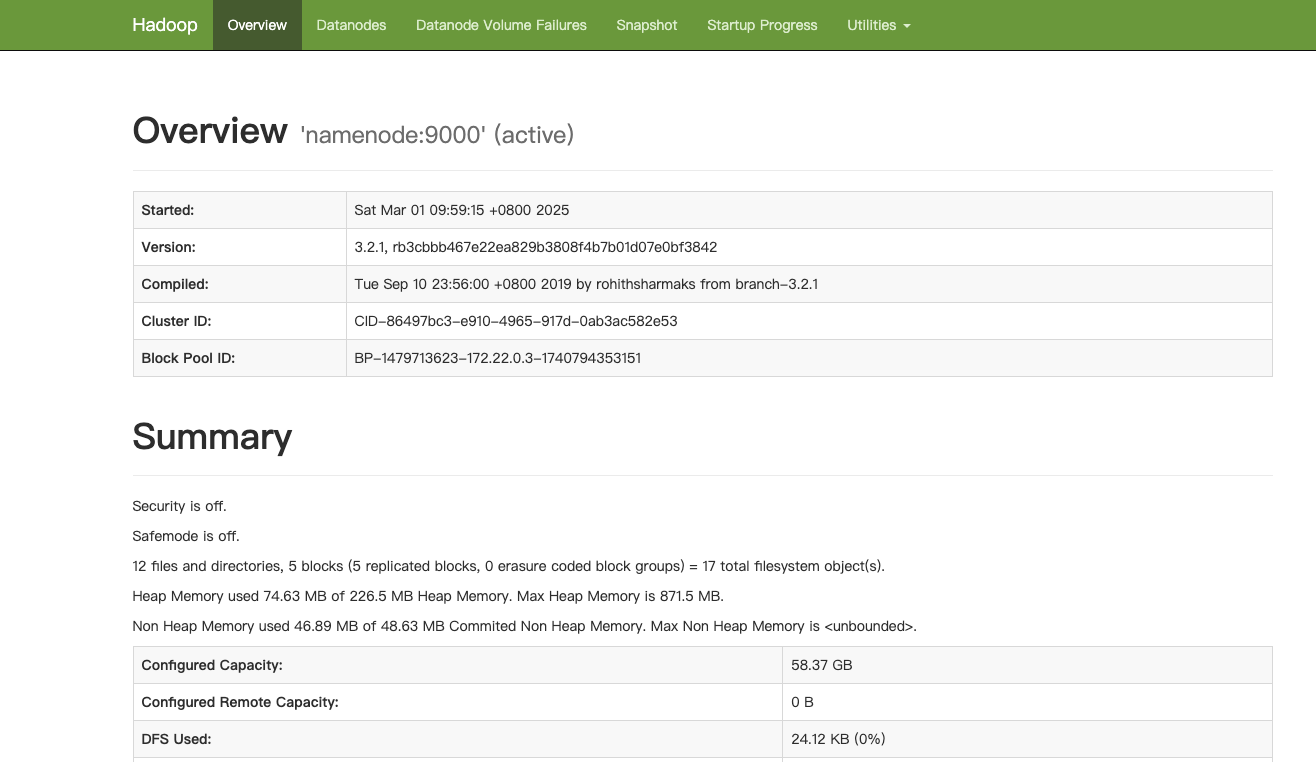 Hadoop Overview Datanodes Datanode Volume Failures Snapshot Startup Progress Utilities
Overview 'namenode:9000' (active)
Started: Sat Mar 01 09:59:15 +0800 2025
Version: 3.2.1, rb3cbbb467e22ea829b3808f4b7b01d07e0bf3842
Compiled: Tue Sep 10 23:56:00 +0800 2019 by rohithsharmaks from branch-3.2.1
Cluster ID: CID-86497bc3-e910-4965-917d-0ab3ac582e53
Block Pool ID: BP-1479713623-172.22.0.3-1740794353151
Summary
Security is off.
Safemode is off.
12 files and directories, 5 blocks (5 replicated blocks, 0 erasure coded block groups) = 17 total filesystem object(s).
Heap Memory used 74.63 MB of 226.5 MB Heap Memory. Max Heap Memory is 871.5 MB.
Non Heap Memory used 46.89 MB of 48.63 MB Commited Non Heap Memory. Max Non Heap Memory is <unbounded>.
Configured Capacity: 58.37 GB
Configured Remote Capacity: 0 B
DFS Used: 24.12 KB (0%)